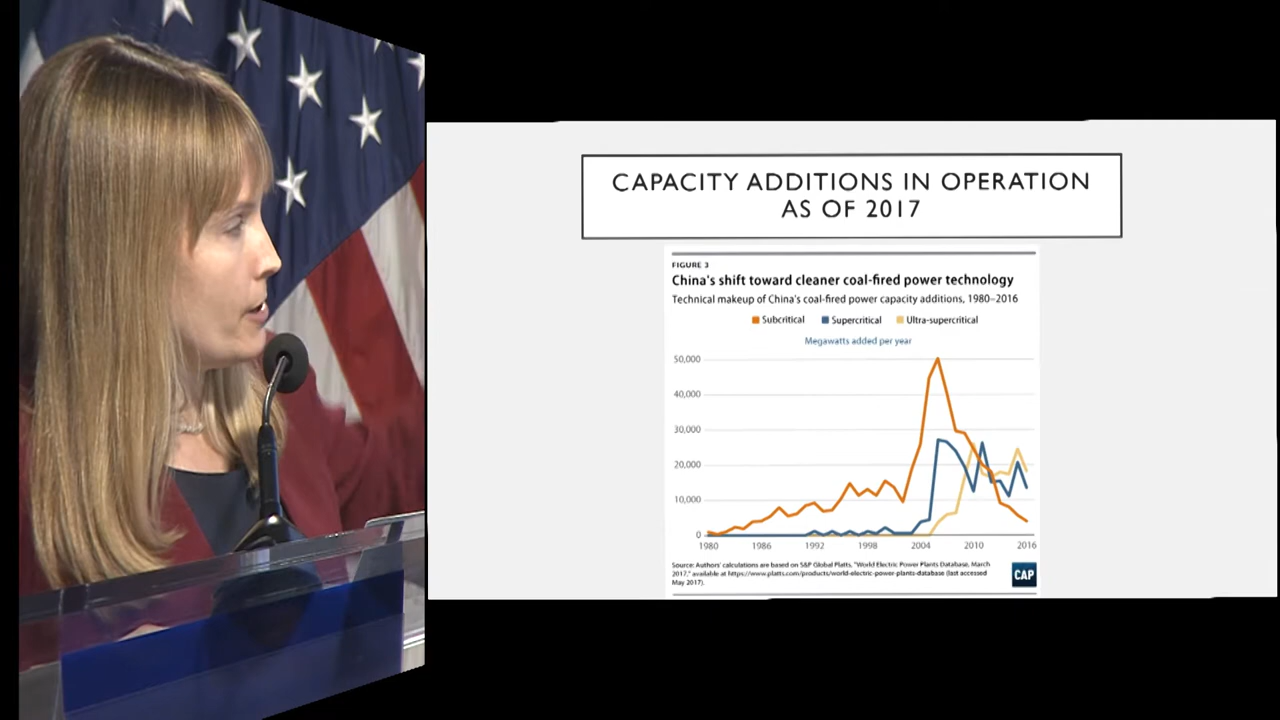 CAPACITY ADDITIONS IN OPERATION
AS OF 2017
FIGURE 3
China's shift toward cleaner coal-fired power technology
Technical makeup of China's coal-fired power capacity additions, 1980–2016
Subcritical Supercritical Ultra-supercritical
Megawatts added per year
50,000
40,000
30,000
20,000
10,000
0
1980 1986 1992 1998 2004 2010 2016
Source: Authors' calculations are based on S&P Global Platts, "World Electric Power Plants Database, March
2017," available at https://www.platts.com/products/world-electric-power-plants-database (last accessed
May 2017).
CAP